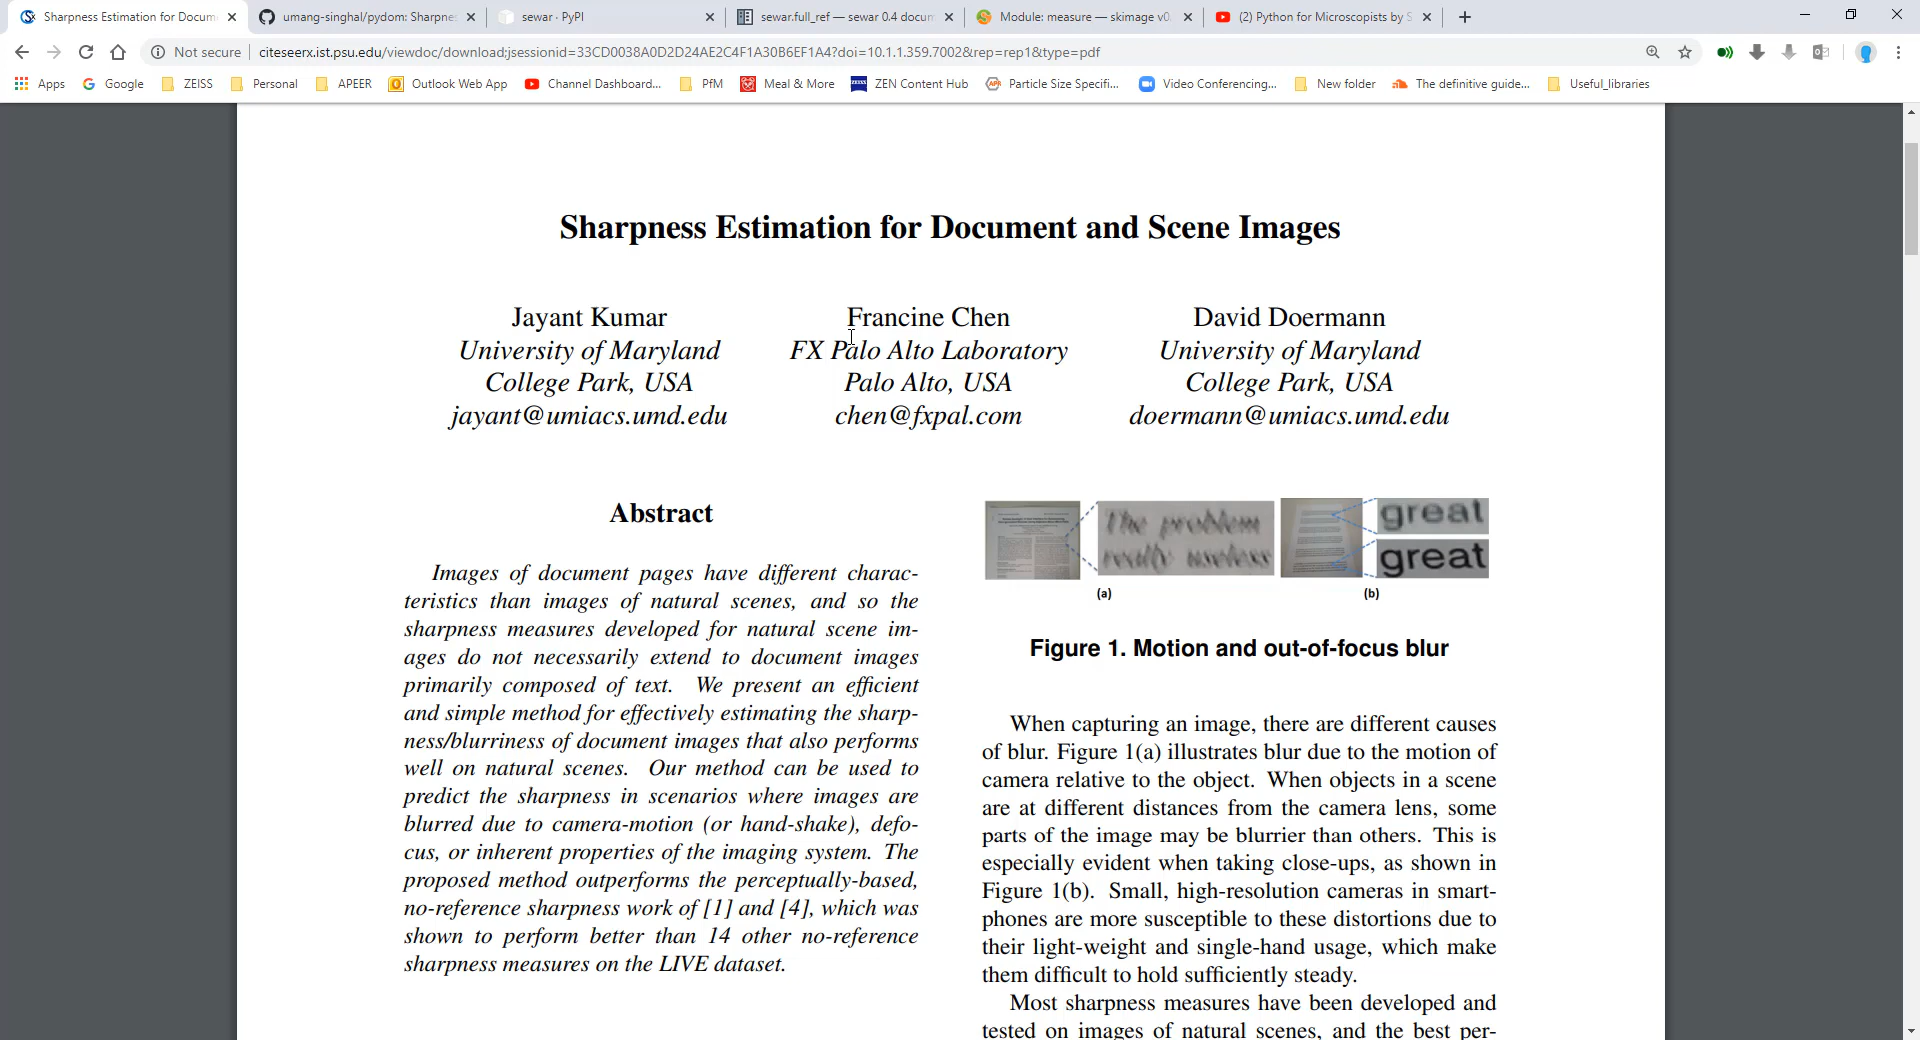 Sharpness Estimation for Docum
umang-singhal/pydom: Sharpne
sewar · PyPI
sewar.full_ref — sewar 0.4 docum
Module: measure — skimage v0.
(2) Python for Microscopists by S
Not secure | citeseerx.ist.psu.edu/viewdoc/download;jsessionid=33CD0038A0D2D24AE2C4F1A30B6EF1A4?doi=10.1.1.359.7002&rep=rep1&type=pdf
Apps Google ZEISS Personal APEER Outlook Web App Channel Dashboard... PfM Meal & More ZEN Content Hub Particle Size Specifi... Video Conferencing... New folder The definitive guide... Useful_libraries
Sharpness Estimation for Document and Scene Images
Jayant Kumar
University of Maryland
College Park, USA
jayant@umiacs.umd.edu
Francine Chen
FX Palo Alto Laboratory
Palo Alto, USA
chen@fxpal.com
David Doermann
University of Maryland
College Park, USA
doermann@umiacs.umd.edu
Abstract
Images of document pages have different charac-
teristics than images of natural scenes, and so the
sharpness measures developed for natural scene im-
ages do not necessarily extend to document images
primarily composed of text. We present an efficient
and simple method for effectively estimating the sharp-
ness/blurriness of document images that also performs
well on natural scenes. Our method can be used to
predict the sharpness in scenarios where images are
blurred due to camera-motion (or hand-shake), defo-
cus, or inherent properties of the imaging system. The
proposed method outperforms the perceptually-based,
no-reference sharpness work of [1] and [4], which was
shown to perform better than 14 other no-reference
sharpness measures on the LIVE dataset.
The problem
great
great
(a)
(b)
Figure 1. Motion and out-of-focus blur
When capturing an image, there are different causes
of blur. Figure 1(a) illustrates blur due to the motion of
camera relative to the object. When objects in a scene
are at different distances from the camera lens, some
parts of the image may be blurrier than others. This is
especially evident when taking close-ups, as shown in
Figure 1(b). Small, high-resolution cameras in smart-
phones are more susceptible to these distortions due to
their light-weight and single-hand usage, which make
them difficult to hold sufficiently steady.
Most sharpness measures have been developed and
tested on images of natural scenes, and the best per-